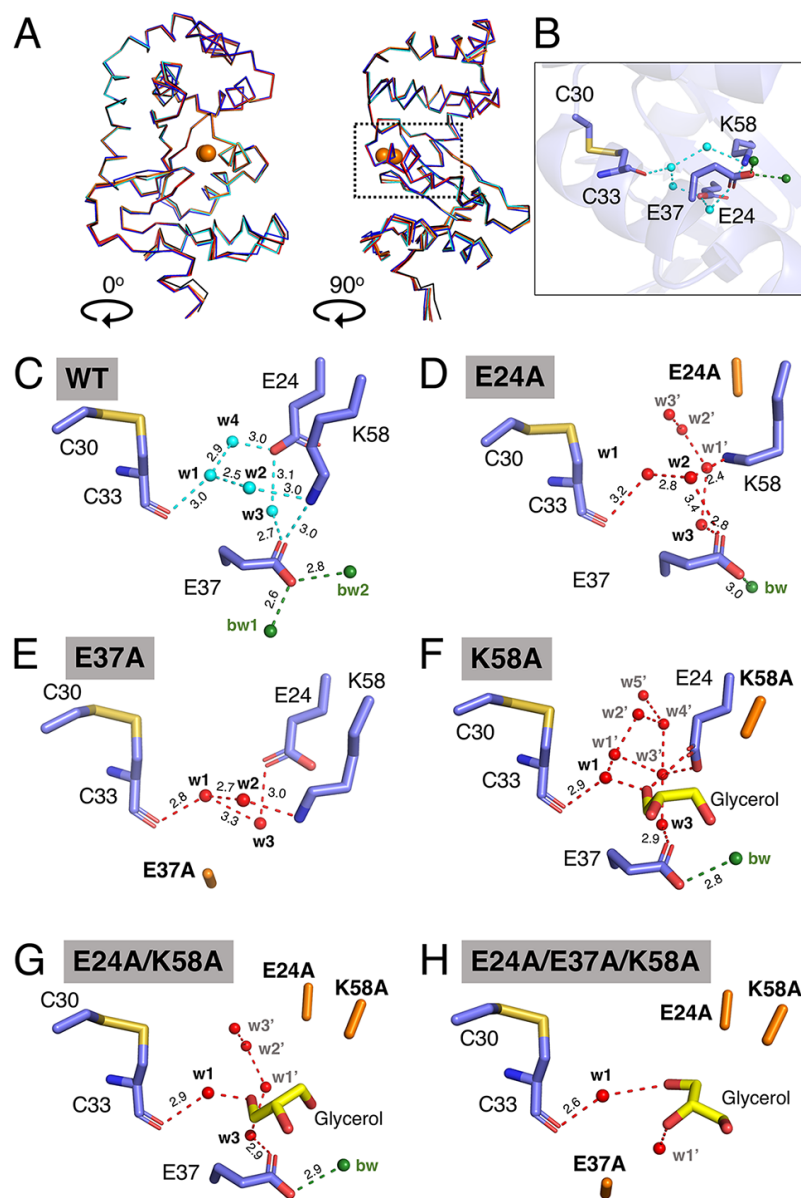 A
B
C30
K58
C33
E37
E24
0º
90º
C
WT
E24
C30
w4
K58
3.0
2.9
w1
w2
3.1
2.5
3.0
3.0
C33
w3
2.7
3.0
E37
2.8
bw2
2.6
bw1
D
E24A
E24A
w3'
C30
w2'
w1
w1'
w2
2.8
2.4
K58
C33
3.2
3.4
2.8
w3
E37
3.0
bw
E
E37A
C30
E24
K58
w1
w2
2.7
C33
2.8
3.0
3.3
w3
E37A
F
K58A
E24
K58A
w5'
C30
w2'
w4'
w1'
w3'
w1
C33
2.9
Glycerol
w3
2.9
E37
bw
2.8
G
E24A/K58A
E24A
K58A
C30
w3'
w2'
w1
w1'
C33
2.9
Glycerol
w3
2.9
E37
bw
2.9
H
E24A/E37A/K58A
E24A
K58A
C30
w1
C33
2.6
Glycerol
w1'
E37A